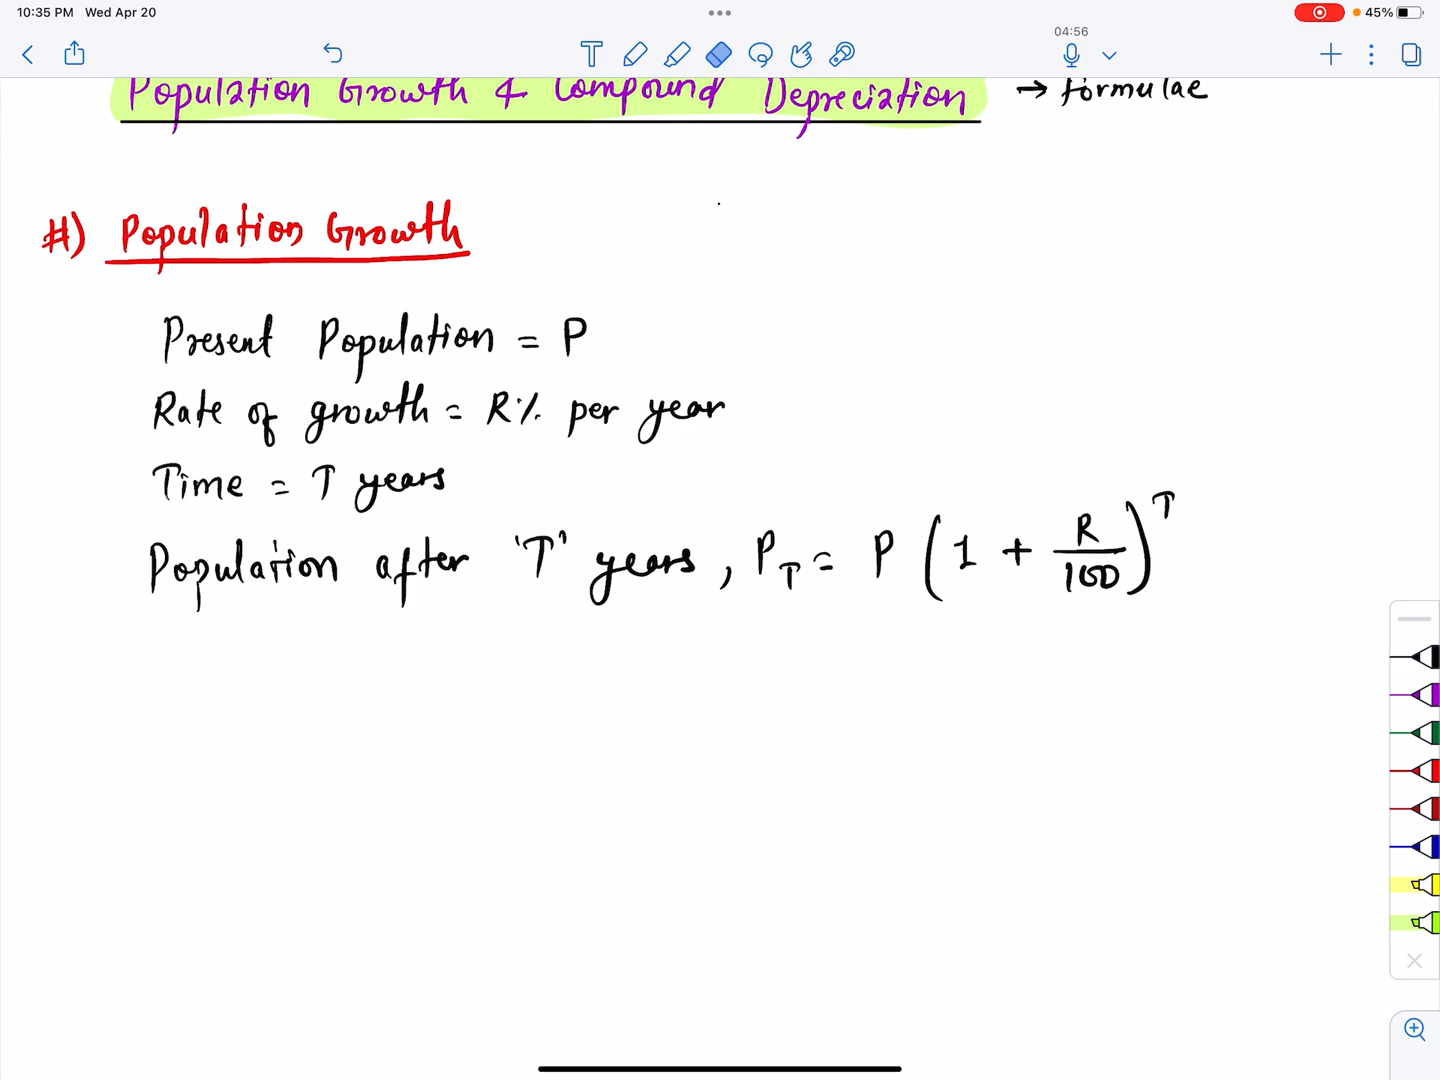 10:35 PM Wed Apr 20
45%
04:56
Population Growth & Compound Depreciation → formulae
#) Population Growth
Present Population = P
Rate of growth = R% per year
Time = T years
Population after 'T' years, P_T = P (1 + R/100)^T